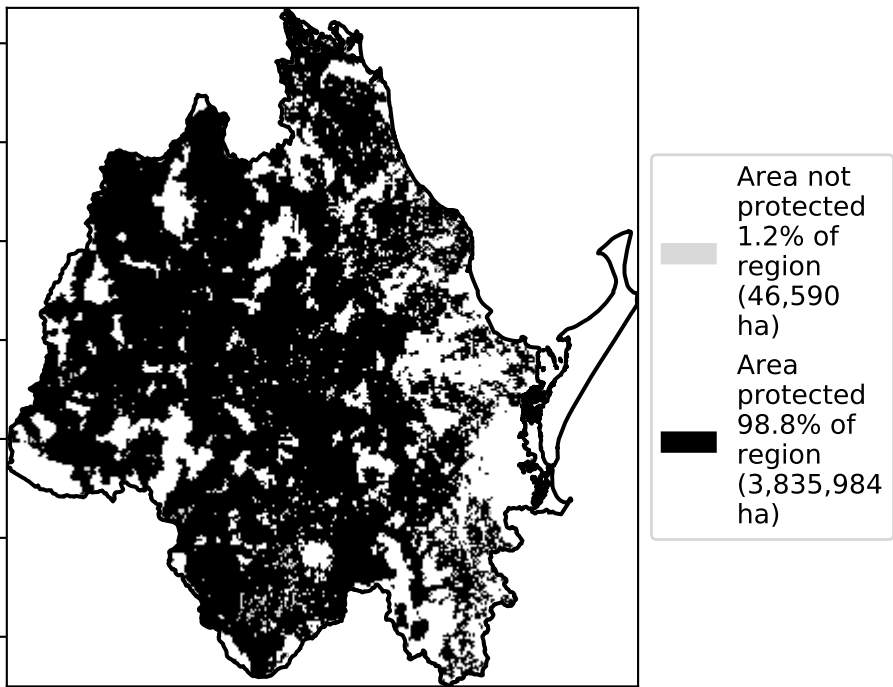 Area not
protected
1.2% of
region
(46,590
ha)
Area
protected
98.8% of
region
(3,835,984
ha)